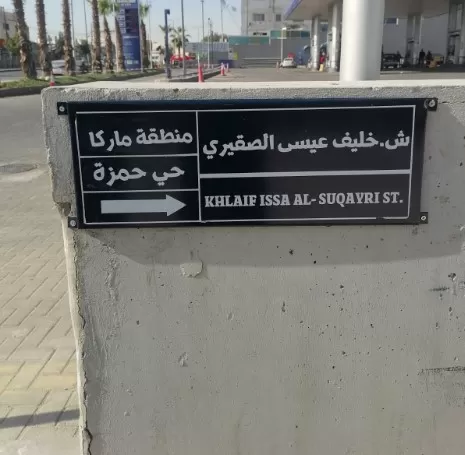 ش.خليف عيسى الصقيري
KHLAIF ISSA AL-SUQAYRI ST.
منطقة ماركا
حي حمزة